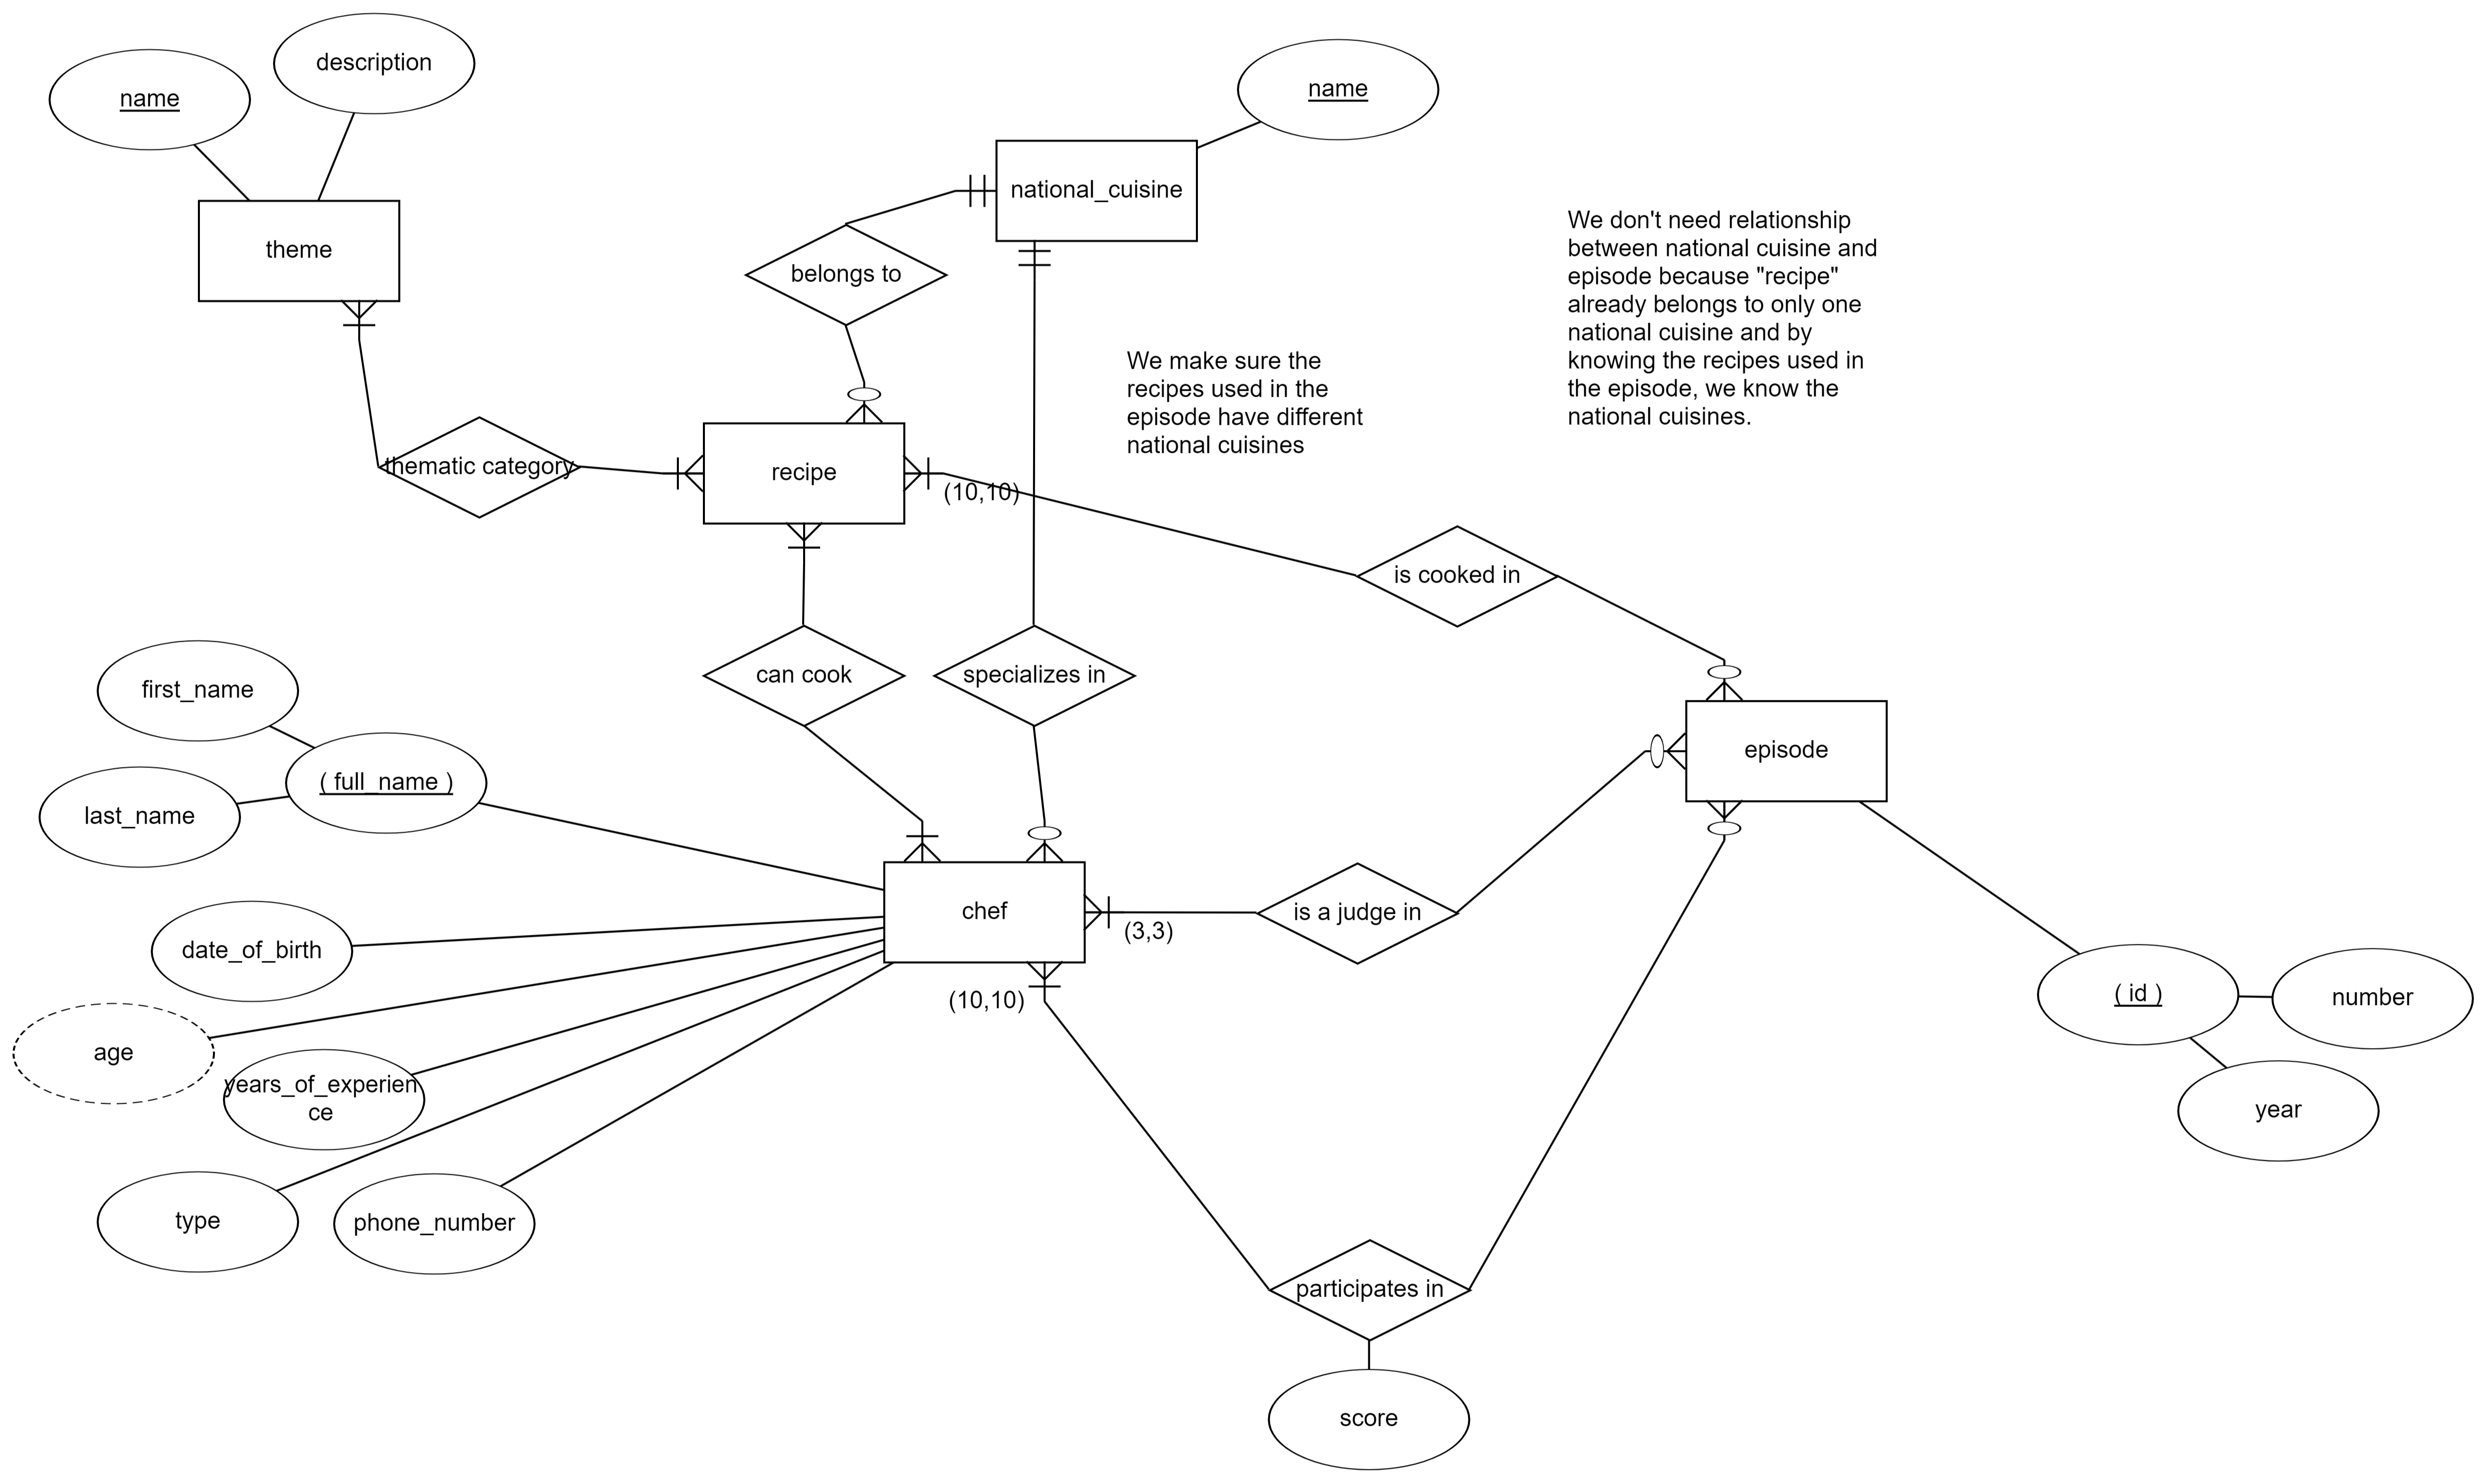 description
name
name
national_cuisine
theme
belongs to
We don't need relationship
between national cuisine and
episode because "recipe"
already belongs to only one
national cuisine and by
knowing the recipes used in
the episode, we know the
national cuisines.
We make sure the
recipes used in the
episode have different
national cuisines
thematic category
recipe
(10,10)
is cooked in
can cook
specializes in
first_name
( full_name )
last_name
episode
chef
is a judge in
(3,3)
date_of_birth
(10,10)
( id )
number
age
years_of_experien
ce
year
type
phone_number
participates in
score